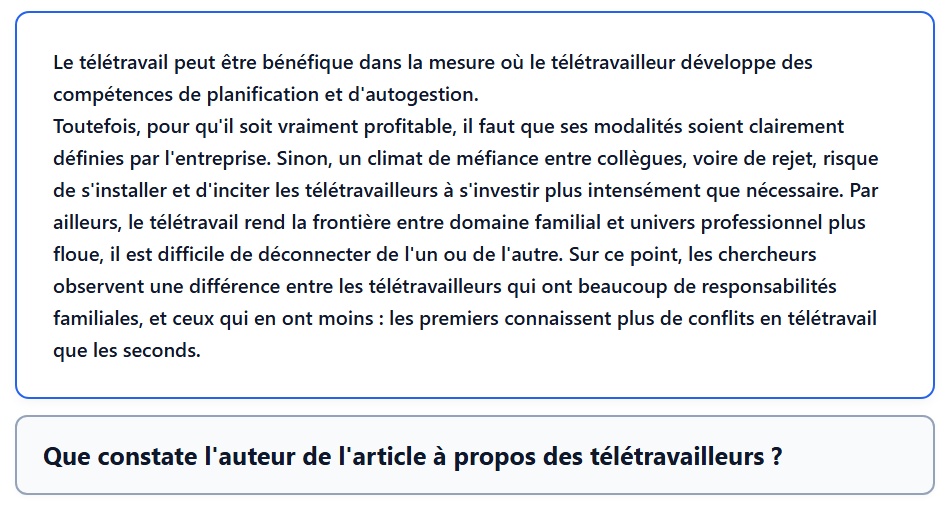 Le télétravail peut être bénéfique dans la mesure où le télétravailleur développe des
compétences de planification et d'autogestion.
Toutefois, pour qu'il soit vraiment profitable, il faut que ses modalités soient clairement
définies par l'entreprise. Sinon, un climat de méfiance entre collègues, voire de rejet, risque
de s'installer et d'inciter les télétravailleurs à s'investir plus intensément que nécessaire. Par
ailleurs, le télétravail rend la frontière entre domaine familial et univers professionnel plus
floue, il est difficile de déconnecter de l'un ou de l'autre. Sur ce point, les chercheurs
observent une différence entre les télétravailleurs qui ont beaucoup de responsabilités
familiales, et ceux qui en ont moins : les premiers connaissent plus de conflits en télétravail
que les seconds.
Que constate l'auteur de l'article à propos des télétravailleurs ?